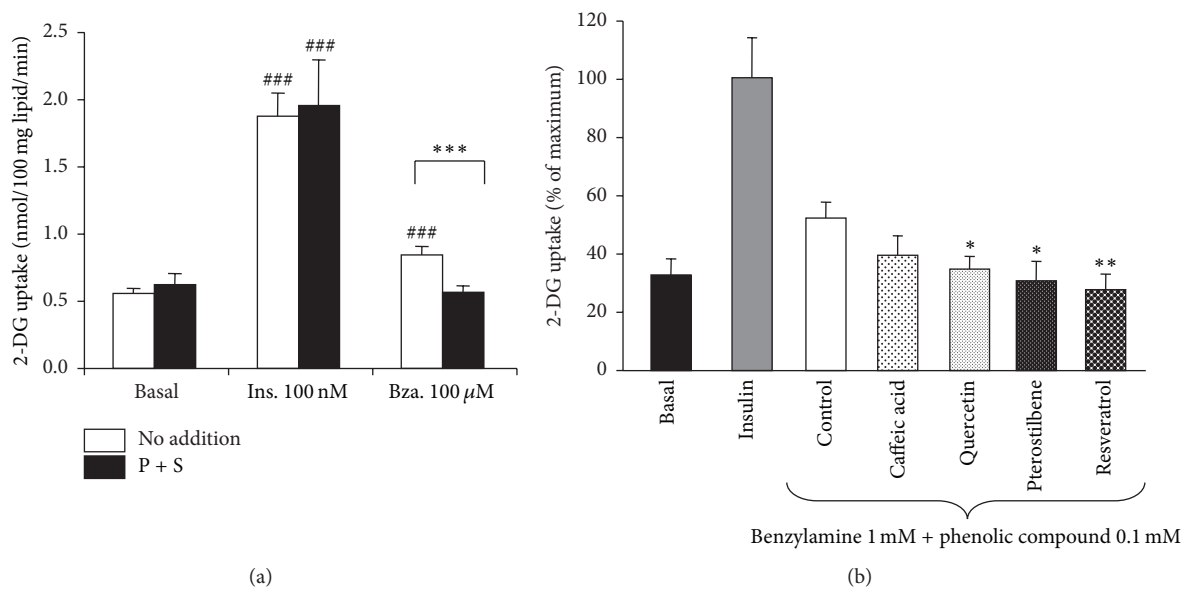 2-DG uptake (nmol/100 mg lipid/min)
2.5
2.0
1.5
1.0
0.5
0.0
###
###
***
###
Basal
Ins. 100 nM
Bza. 100 μM
No addition
P + S
(a)
2-DG uptake (% of maximum)
120
100
80
60
40
20
0
*
*
**
Basal
Insulin
Control
Caffeic acid
Quercetin
Pterostilbene
Resveratrol
Benzylamine 1 mM + phenolic compound 0.1 mM
(b)